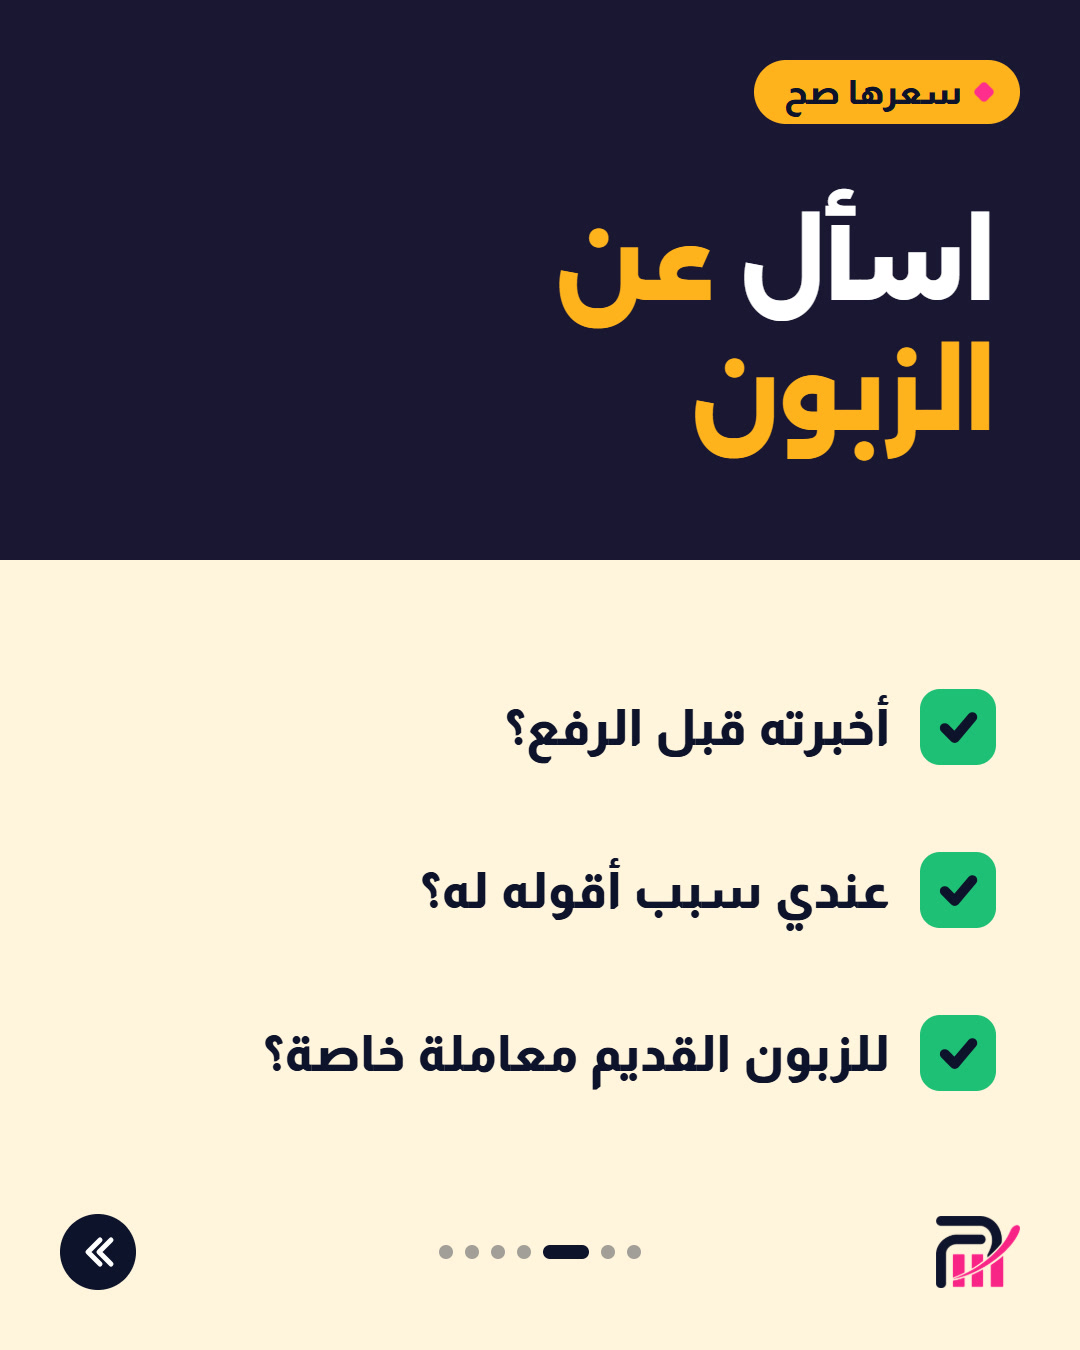 سعرها صح
اسأل عن
الزبون
أخبرته قبل الرفع؟
عندي سبب أقوله له؟
للزبون القديم معاملة خاصة؟